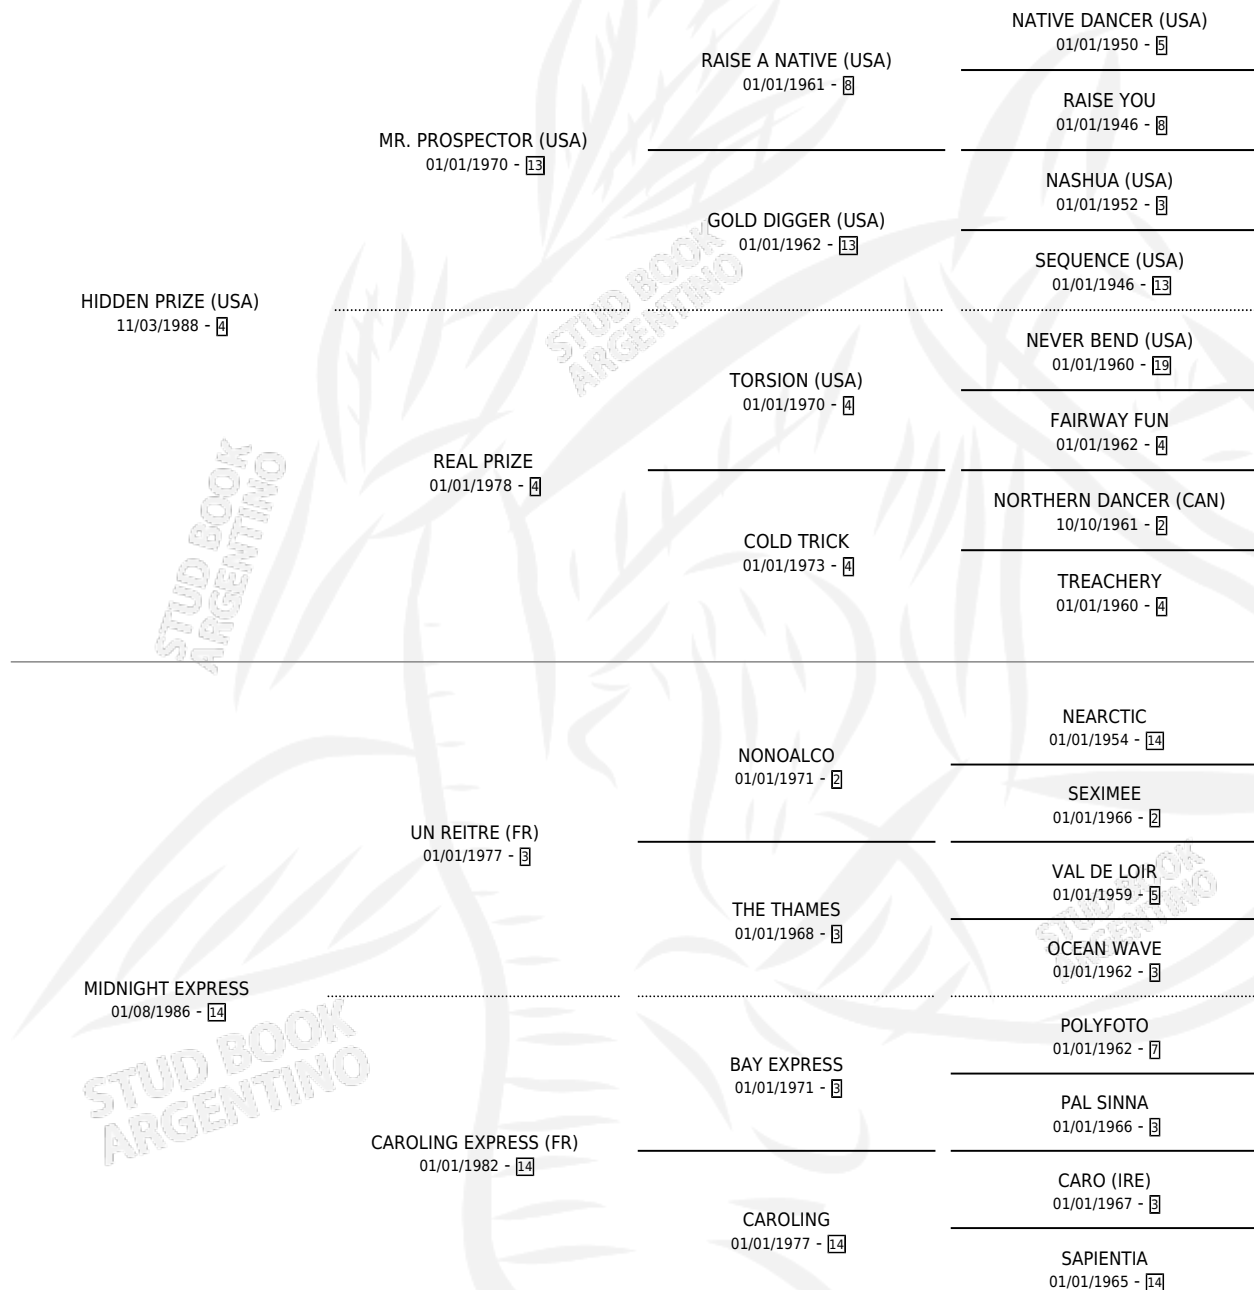 NATIVE DANCER (USA)
01/01/1950 - 5
RAISE A NATIVE (USA)
01/01/1961 - 8
RAISE YOU
01/01/1946 - 8
MR. PROSPECTOR (USA)
01/01/1970 - 13
NASHUA (USA)
01/01/1952 - 3
GOLD DIGGER (USA)
01/01/1962 - 13
SEQUENCE (USA)
01/01/1946 - 13
HIDDEN PRIZE (USA)
11/03/1988 - 4
STUD BOOK
ARGENTINO
NEVER BEND (USA)
01/01/1960 - 19
TORSION (USA)
01/01/1970 - 4
FAIRWAY FUN
01/01/1962 - 4
REAL PRIZE
01/01/1978 - 4
NORTHERN DANCER (CAN)
10/10/1961 - 2
COLD TRICK
01/01/1973 - 4
TREACHERY
01/01/1960 - 4
STUD BOOK
ARGENTINO
NEARCTIC
01/01/1954 - 14
NONOALCO
01/01/1971 - 2
SEXIMEE
01/01/1966 - 2
UN REITRE (FR)
01/01/1977 - 3
VAL DE LOIR
01/01/1959 - 5
THE THAMES
01/01/1968 - 3
OCEAN WAVE
01/01/1962 - 3
STUD BOOK
ARGENTINO
MIDNIGHT EXPRESS
01/08/1986 - 14
POLYFOTO
01/01/1962 - 7
BAY EXPRESS
01/01/1971 - 3
PAL SINNA
01/01/1966 - 3
STUD BOOK
ARGENTINO
CAROLING EXPRESS (FR)
01/01/1982 - 14
CARO (IRE)
01/01/1967 - 3
CAROLING
01/01/1977 - 14
SAPIENTIA
01/01/1965 - 14